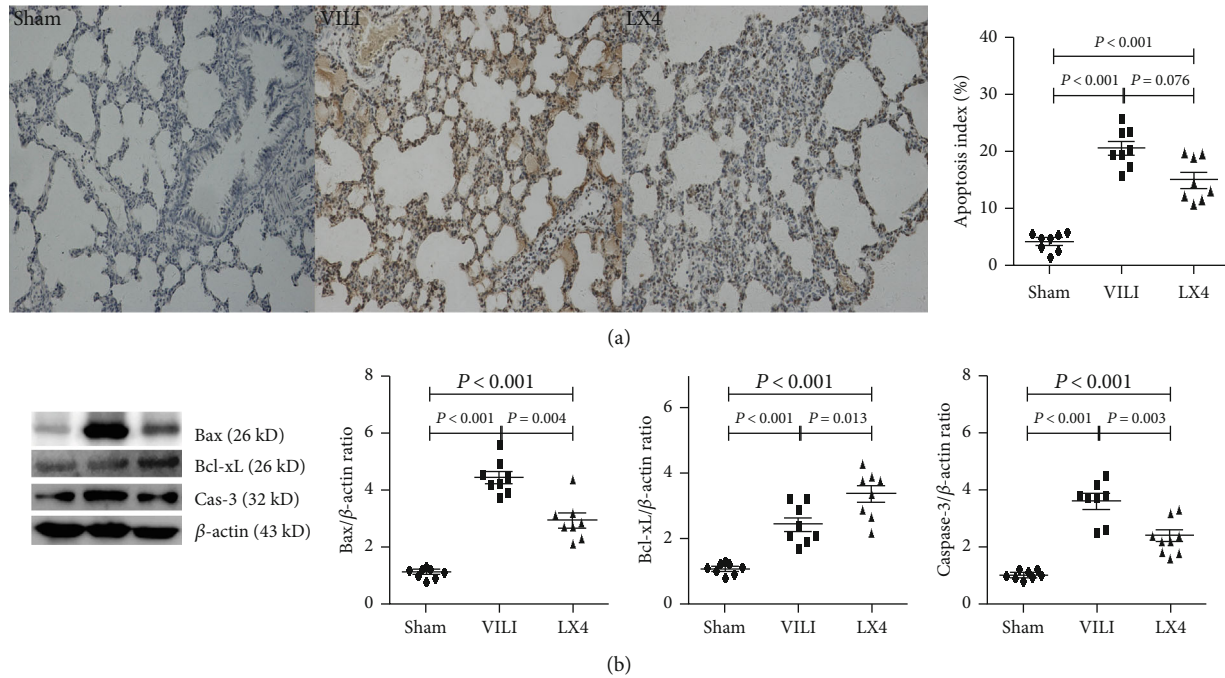 Sham
VILI
LX4
Apoptosis index (%)
40
30
20
10
0
P < 0.001
P < 0.001
P = 0.076
Sham
VILI
LX4
(a)
Bax (26 kD)
Bcl-xL (26 kD)
Cas-3 (32 kD)
β-actin (43 kD)
Bax/β-actin ratio
8
6
4
2
0
P < 0.001
P < 0.001
P = 0.004
Sham
VILI
LX4
Bcl-xL/β-actin ratio
6
4
2
0
P < 0.001
P < 0.001
P = 0.013
Sham
VILI
LX4
Caspase-3/β-actin ratio
8
6
4
2
0
P < 0.001
P < 0.001
P = 0.003
Sham
VILI
LX4
(b)